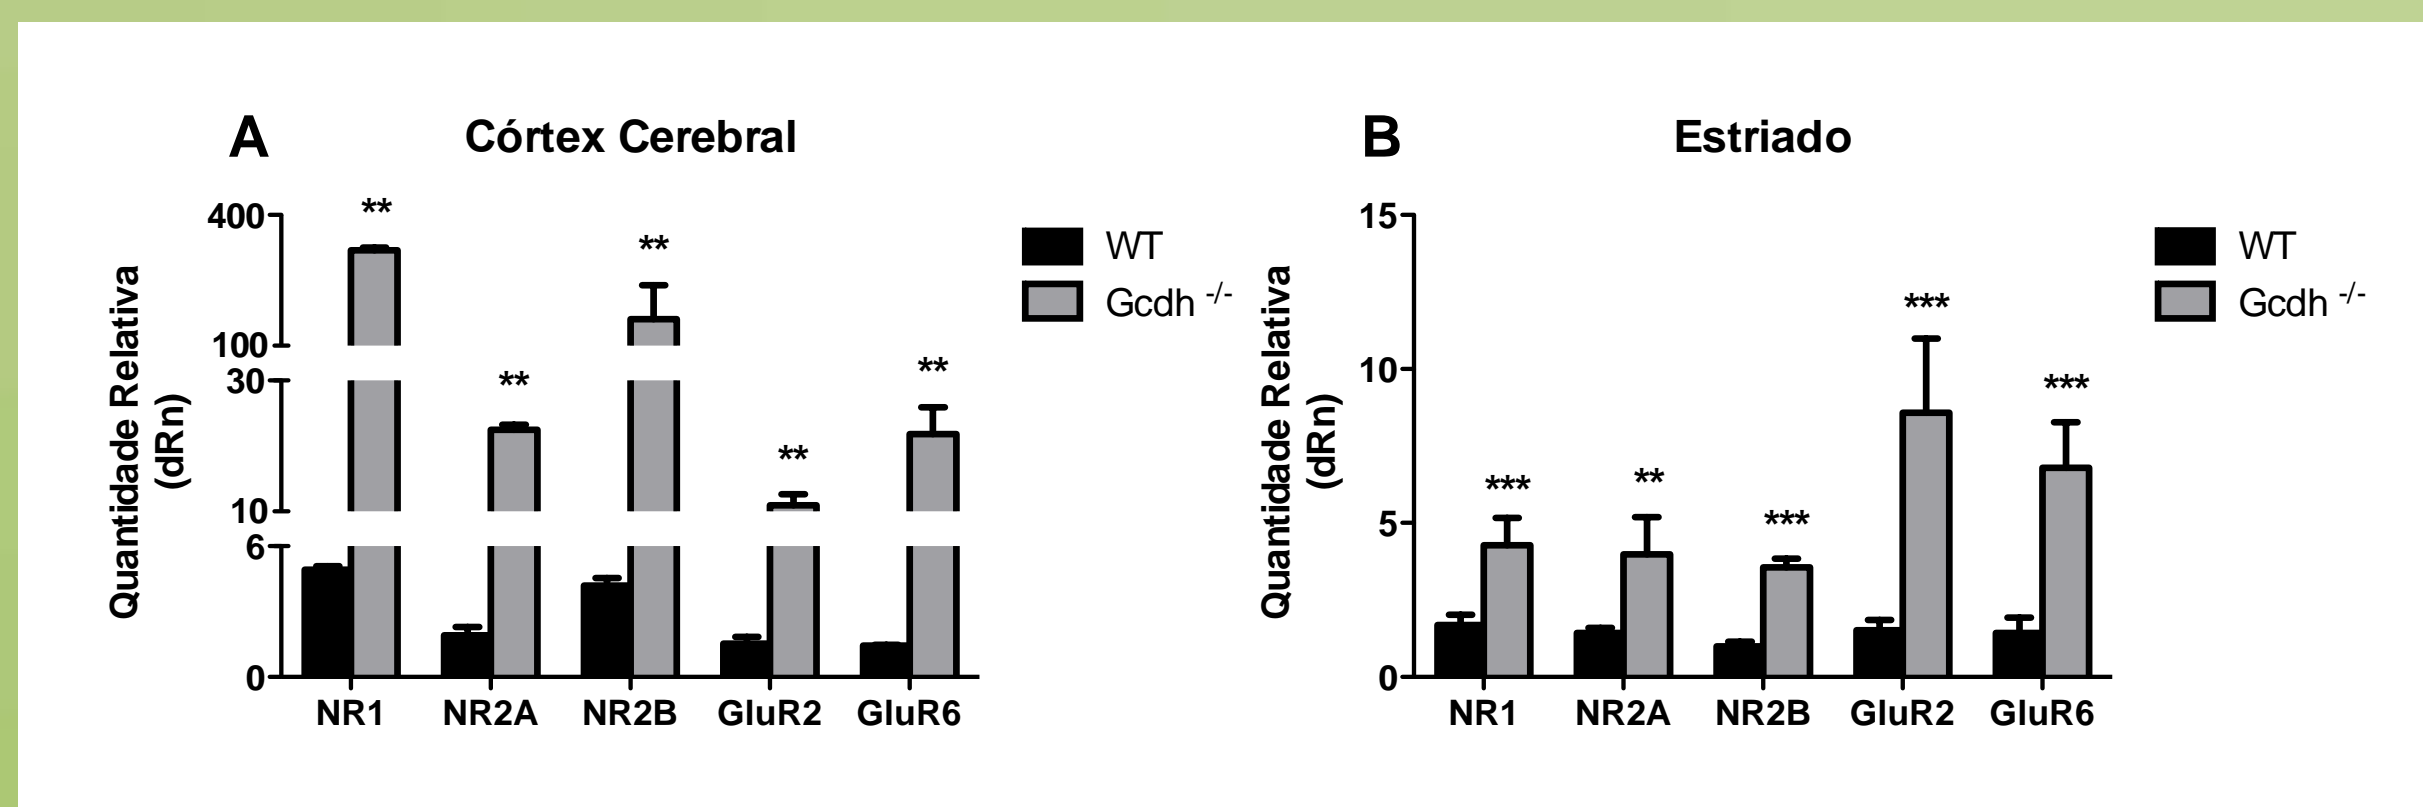 A
Córtex Cerebral
Quantidade Relativa
(dRn)
400
100
30
10
6
0
**
**
**
**
**
NR1 NR2A NR2B GluR2 GluR6
WT
Gcdh -/-
B
Estriado
Quantidade Relativa
(dRn)
15
10
5
0
***
**
***
***
***
NR1 NR2A NR2B GluR2 GluR6
WT
Gcdh -/-